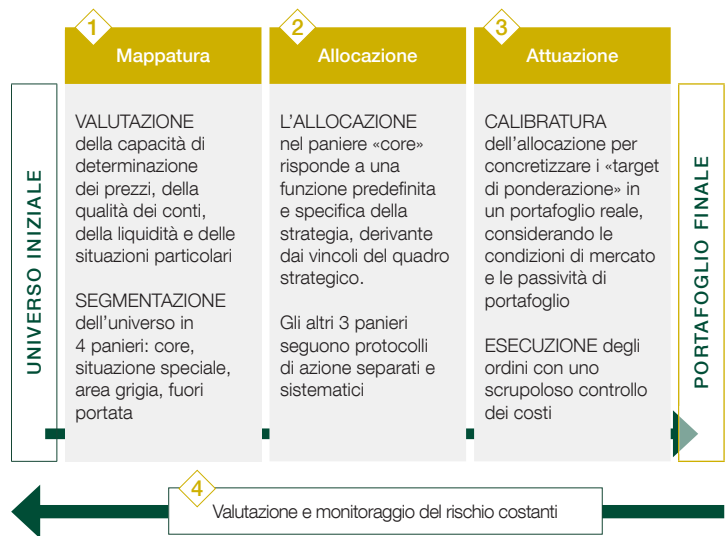 UNIVERSO INIZIALE
1
Mappatura
VALUTAZIONE
della capacità di
determinazione
dei prezzi, della
qualità dei conti,
della liquidità e delle
situazioni particolari
SEGMENTAZIONE
dell'universo in
4 panieri: core,
situazione speciale,
area grigia, fuori
portata
2
Allocazione
L'ALLOCAZIONE
nel paniere «core»
risponde a una
funzione predefinita
e specifica della
strategia, derivante
dai vincoli del quadro
strategico.
Gli altri 3 panieri
seguono protocolli
di azione separati e
sistematici
3
Attuazione
CALIBRATURA
dell'allocazione per
concretizzare i «target
di ponderazione» in
un portafoglio reale,
considerando le
condizioni di mercato
e le passività di
portafoglio
ESECUZIONE degli
ordini con uno
scrupoloso controllo
dei costi
PORTAFOGLIO FINALE
4
Valutazione e monitoraggio del rischio costanti